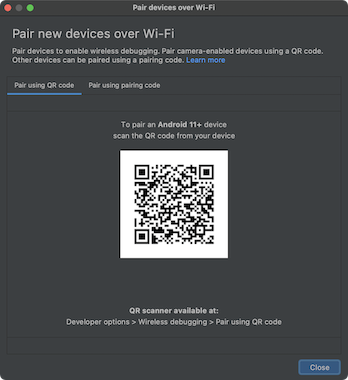 Pair devices over Wi-Fi
Pair new devices over Wi-Fi
Pair devices to enable wireless debugging. Pair camera-enabled devices using a QR code.
Other devices can be paired using a pairing code. Learn more
Pair using QR code
Pair using pairing code
To pair an Android 11+ device
scan the QR code from your device
QR scanner available at:
Developer options > Wireless debugging > Pair using QR code
Close